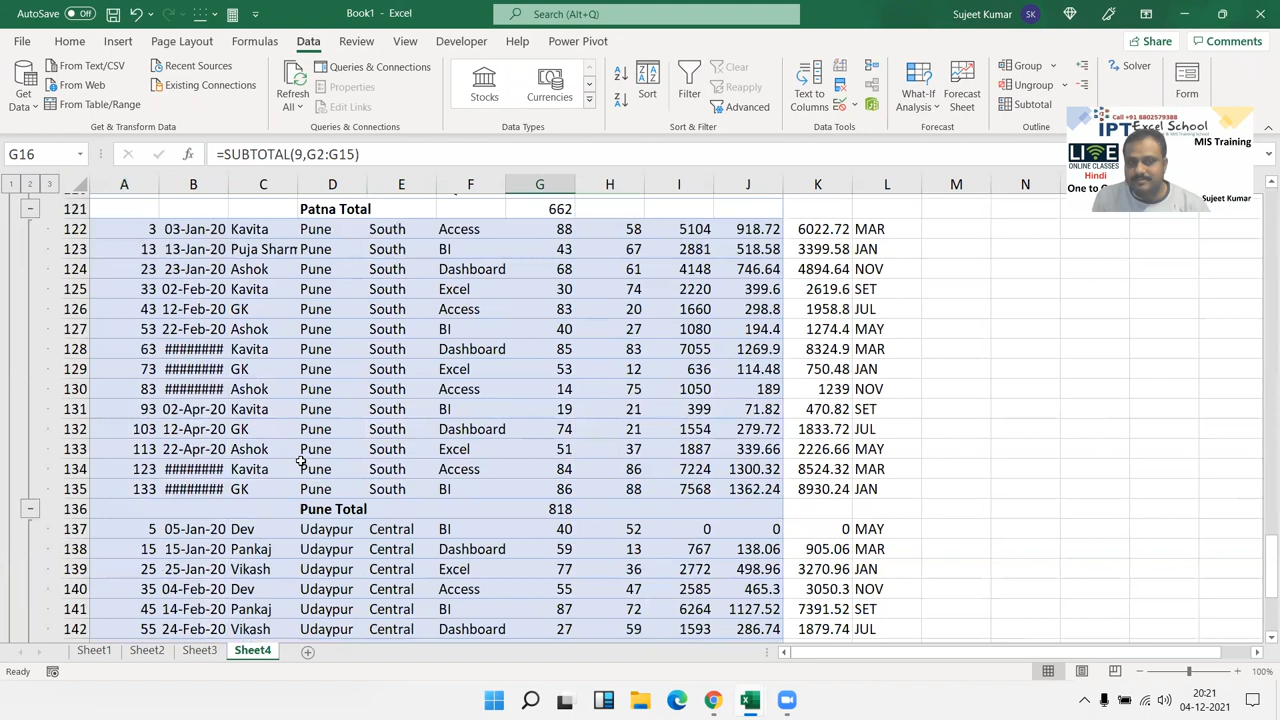 AutoSave Off Book1 - Excel Search (Alt+Q) Sujeet Kumar SK
File Home Insert Page Layout Formulas Data Review View Developer Help Power Pivot Share Comments
Get Data From Text/CSV From Web From Table/Range Recent Sources Existing Connections Refresh All Queries & Connections Properties Edit Links Stocks Currencies Sort Filter Clear Reapply Advanced Text to Columns What-If Analysis Forecast Sheet Group Ungroup Subtotal Solver Form
Get & Transform Data Queries & Connections Data Types Sort & Filter Data Tools Forecast Outline
Call +91 8802579388
IPT Excel School
MIS Training
LIVE
ONLINE CLASSES
Hindi
One to
Sujeet Kumar
G16 fx =SUBTOTAL(9,G2:G15)
1 2 3 A B C D E F G H I J K L M N
121 Patna Total 662
122 3 03-Jan-20 Kavita Pune South Access 88 58 5104 918.72 6022.72 MAR
123 13 13-Jan-20 Puja Sharm Pune South BI 43 67 2881 518.58 3399.58 JAN
124 23 23-Jan-20 Ashok Pune South Dashboard 68 61 4148 746.64 4894.64 NOV
125 33 02-Feb-20 Kavita Pune South Excel 30 74 2220 399.6 2619.6 SET
126 43 12-Feb-20 GK Pune South Access 83 20 1660 298.8 1958.8 JUL
127 53 22-Feb-20 Ashok Pune South BI 40 27 1080 194.4 1274.4 MAY
128 63 ######## Kavita Pune South Dashboard 85 83 7055 1269.9 8324.9 MAR
129 73 ######## GK Pune South Excel 53 12 636 114.48 750.48 JAN
130 83 ######## Ashok Pune South Access 14 75 1050 189 1239 NOV
131 93 02-Apr-20 Kavita Pune South BI 19 21 399 71.82 470.82 SET
132 103 12-Apr-20 GK Pune South Dashboard 74 21 1554 279.72 1833.72 JUL
133 113 22-Apr-20 Ashok Pune South Excel 51 37 1887 339.66 2226.66 MAY
134 123 ######## Kavita Pune South Access 84 86 7224 1300.32 8524.32 MAR
135 133 ######## GK Pune South BI 86 88 7568 1362.24 8930.24 JAN
136 Pune Total 818
137 5 05-Jan-20 Dev Udaypur Central BI 40 52 0 0 0 MAY
138 15 15-Jan-20 Pankaj Udaypur Central Dashboard 59 13 767 138.06 905.06 MAR
139 25 25-Jan-20 Vikash Udaypur Central Excel 77 36 2772 498.96 3270.96 JAN
140 35 04-Feb-20 Dev Udaypur Central Access 55 47 2585 465.3 3050.3 NOV
141 45 14-Feb-20 Pankaj Udaypur Central BI 87 72 6264 1127.52 7391.52 SET
142 55 24-Feb-20 Vikash Udaypur Central Dashboard 27 59 1593 286.74 1879.74 JUL
Sheet1 Sheet2 Sheet3 Sheet4
Ready 100%
20:21
04-12-2021